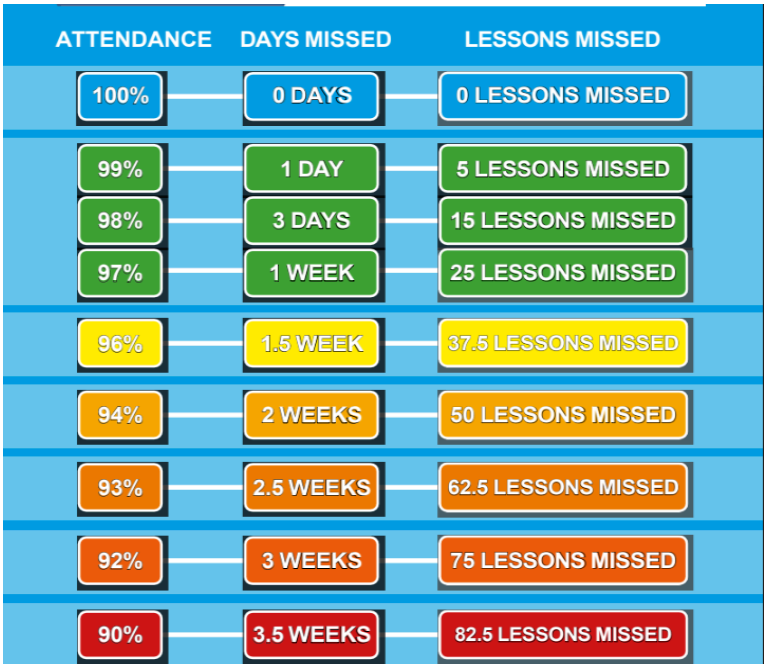 ATTENDANCE DAYS MISSED LESSONS MISSED
100% 0 DAYS 0 LESSONS MISSED
99% 1 DAY 5 LESSONS MISSED
98% 3 DAYS 15 LESSONS MISSED
97% 1 WEEK 25 LESSONS MISSED
96% 1.5 WEEK 37.5 LESSONS MISSED
94% 2 WEEKS 50 LESSONS MISSED
93% 2.5 WEEKS 62.5 LESSONS MISSED
92% 3 WEEKS 75 LESSONS MISSED
90% 3.5 WEEKS 82.5 LESSONS MISSED